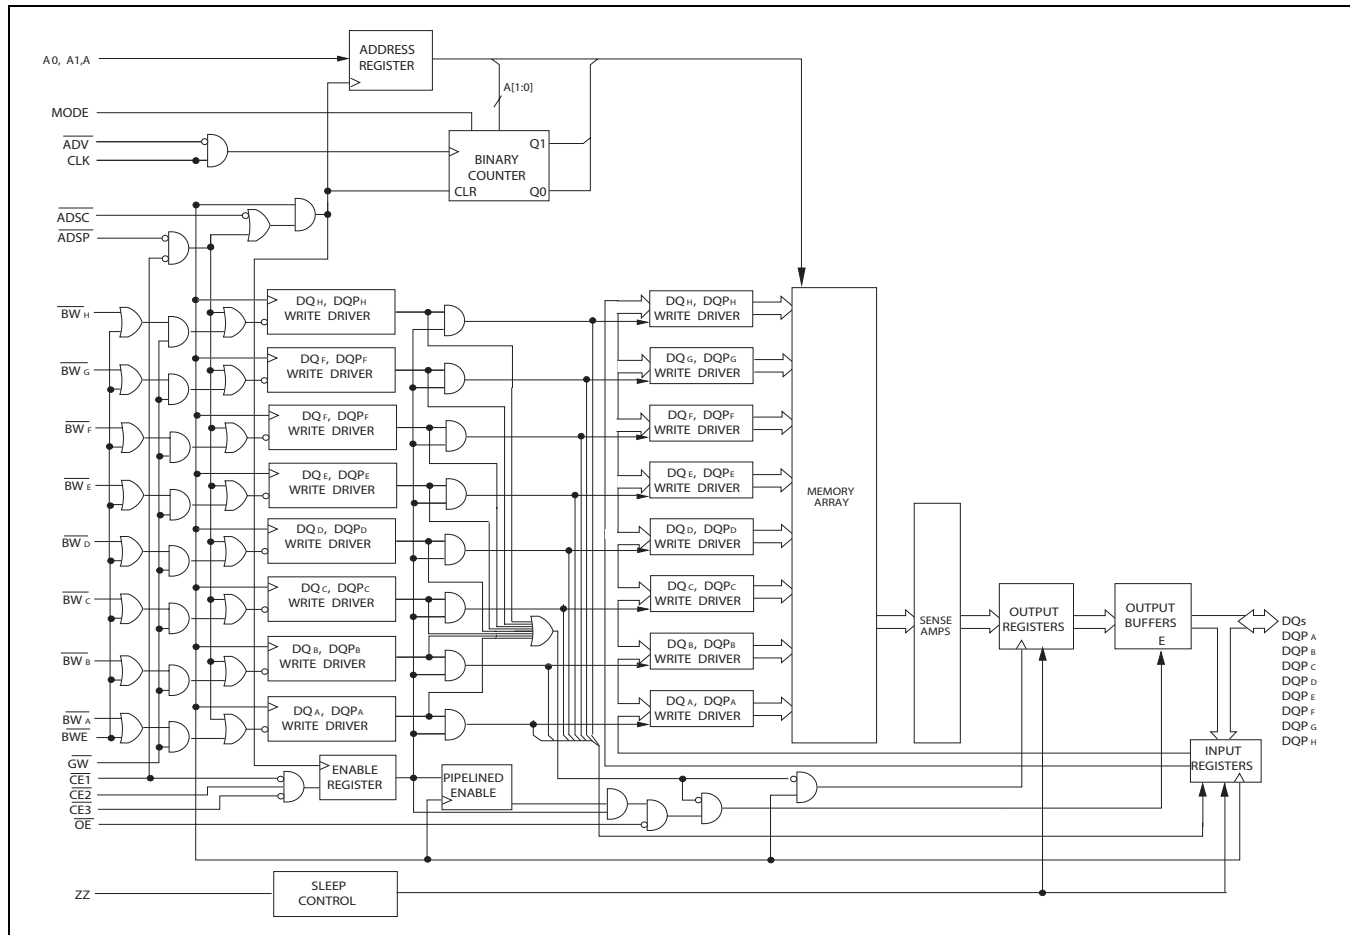 A0, A1,A
ADDRESS
REGISTER
A[1:0]
MODE
ADV
CLK
BINARY
COUNTER
CLR
Q1
Q0
ADSC
ADSP
BW H
DQ H, DQP H
WRITE DRIVER
DQ H, DQP H
WRITE DRIVER
BW G
DQ F, DQP F
WRITE DRIVER
DQ G, DQP G
WRITE DRIVER
BW F
DQ F, DQP F
WRITE DRIVER
DQ F, DQP F
WRITE DRIVER
BW E
DQ E, DQP E
WRITE DRIVER
DQ E, DQP E
WRITE DRIVER
MEMORY
ARRAY
BW D
DQ D, DQP D
WRITE DRIVER
DQ D, DQP D
WRITE DRIVER
BW C
DQ C, DQP C
WRITE DRIVER
DQ C, DQP C
WRITE DRIVER
SENSE
AMPS
OUTPUT
REGISTERS
OUTPUT
BUFFERS
E
DQs
DQP A
DQP B
DQP C
DQP D
DQP E
DQP F
DQP G
DQP H
BW B
DQ B, DQP B
WRITE DRIVER
DQ B, DQP B
WRITE DRIVER
BW A
BWE
DQ A, DQP A
WRITE DRIVER
DQ A, DQP A
WRITE DRIVER
GW
CE1
CE2
CE3
OE
ENABLE
REGISTER
PIPELINED
ENABLE
INPUT
REGISTERS
ZZ
SLEEP
CONTROL